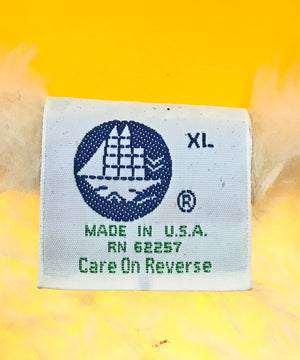 XL
®
MADE IN U.S.A.
RN 62257
Care On Reverse